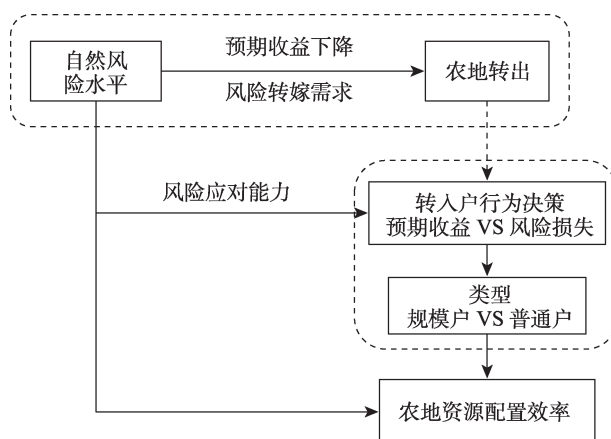 自然风
险水平
预期收益下降
风险转嫁需求
农地转出
风险应对能力
转入户行为决策
预期收益 VS 风险损失
类型
规模户 VS 普通户
农地资源配置效率